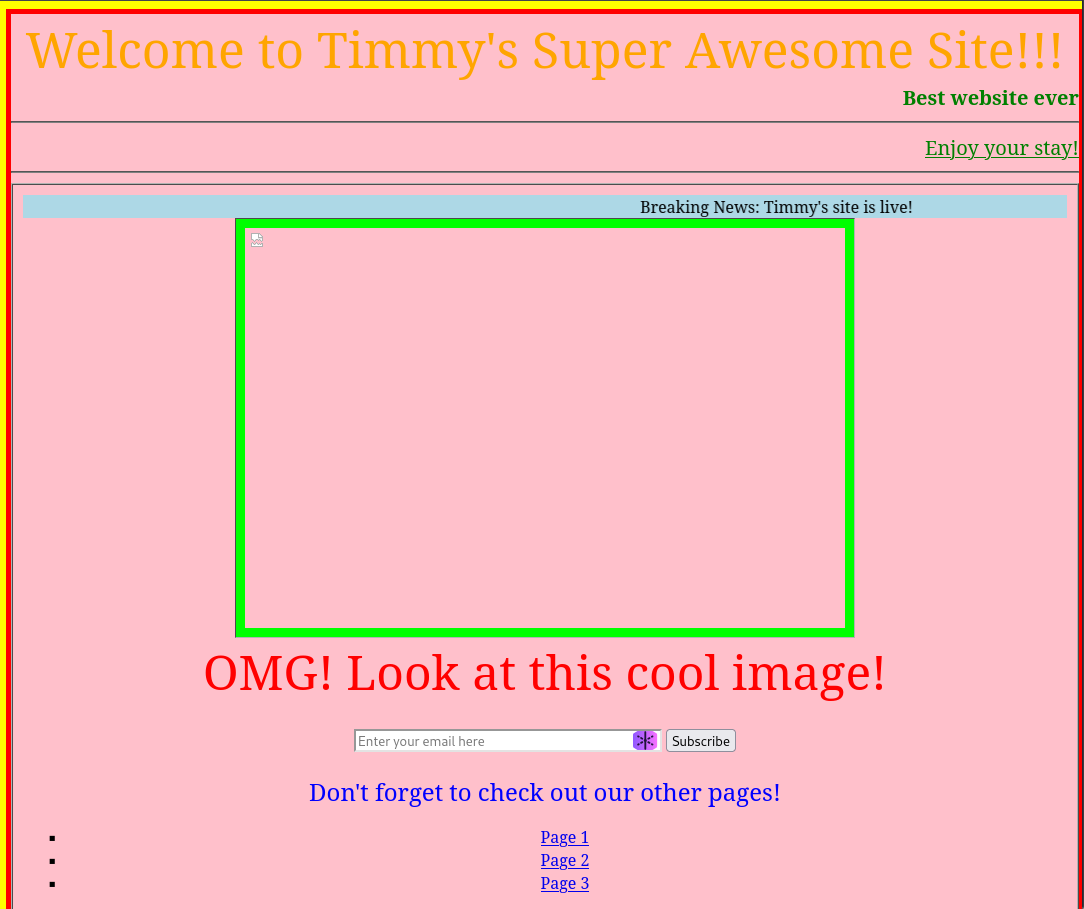 Welcome to Timmy's Super Awesome Site!!!
Best website ever
Enjoy your stay!
Breaking News: Timmy's site is live!
OMG! Look at this cool image!
Enter your email here Subscribe
Don't forget to check out our other pages!
Page 1
Page 2
Page 3